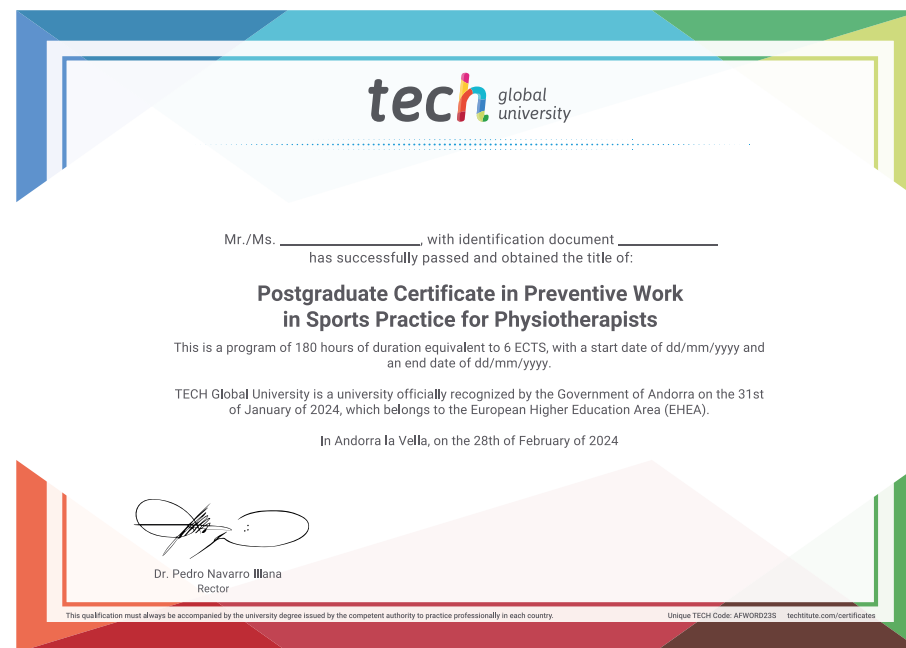 tech global
university
Mr./Ms. ____________________, with identification document ______________
has successfully passed and obtained the title of:
Postgraduate Certificate in Preventive Work
in Sports Practice for Physiotherapists
This is a program of 180 hours of duration equivalent to 6 ECTS, with a start date of dd/mm/yyyy and
an end date of dd/mm/yyyy.
TECH Global University is a university officially recognized by the Government of Andorra on the 31st
of January of 2024, which belongs to the European Higher Education Area (EHEA).
In Andorra la Vella, on the 28th of February of 2024
Dr. Pedro Navarro Illana
Rector
This qualification must always be accompanied by the university degree issued by the competent authority to practice professionally in each country.
Unique TECH Code: AFWORD23S techtitute.com/certificates